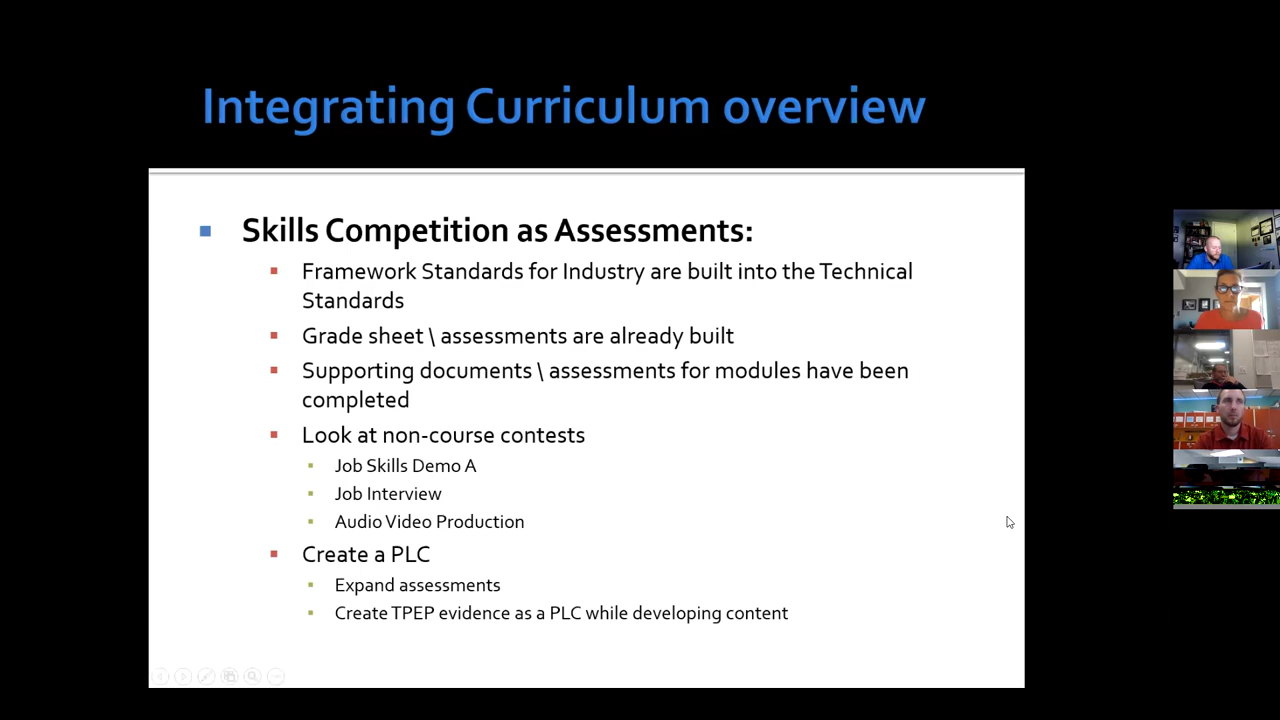 Integrating Curriculum overview
Skills Competition as Assessments:
Framework Standards for Industry are built into the Technical
Standards
Grade sheet \ assessments are already built
Supporting documents \ assessments for modules have been
completed
Look at non-course contests
Job Skills Demo A
Job Interview
Audio Video Production
Create a PLC
Expand assessments
Create TPEP evidence as a PLC while developing content